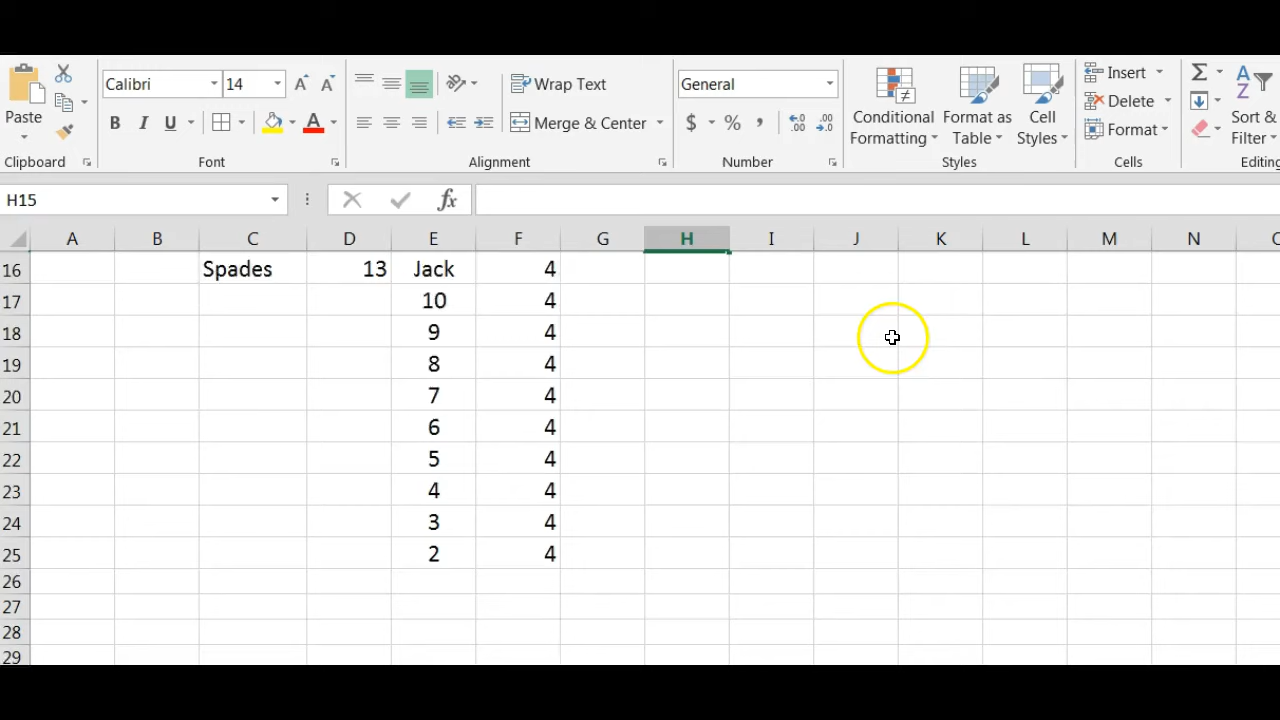 Calibri 14 Wrap Text General Insert Σ
Paste B I U Merge & Center $ % , Conditional Formatting Format as Table Cell Styles Delete Format Sort & Filter
Clipboard Font Alignment Number Styles Cells Editing
H15 fx
A B C D E F G H I J K L M N
16 Spades 13 Jack 4
17 10 4
18 9 4
19 8 4
20 7 4
21 6 4
22 5 4
23 4 4
24 3 4
25 2 4
26
27
28
29